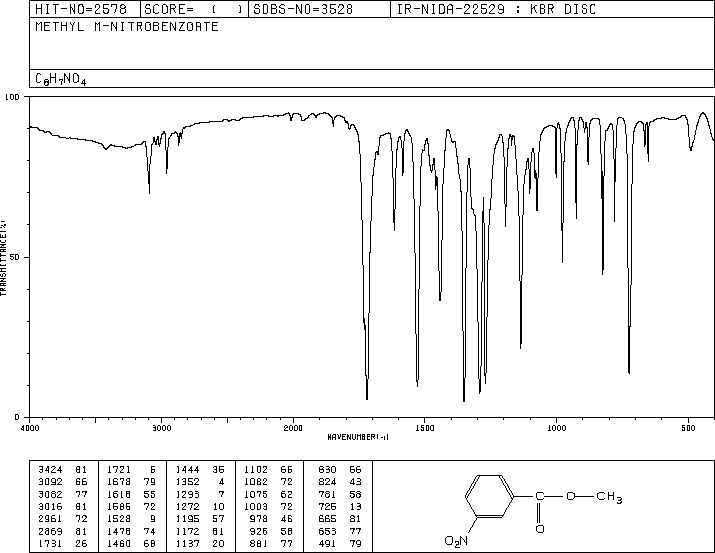 HIT-NO=2578 SCORE= ( ) SDBS-NO=3528 IR-NIDA-22529 : KBR DISC
METHYL M-NITROBENZOATE
C8H7NO4
100
50
0
TRANSMITTANCE(%)
4000 3000 2000 1500 1000 500
WAVENUMBER(-1)
3424 81 1721 5 1444 35 1102 66 830 56
3092 66 1678 79 1352 4 1082 72 824 43
3082 77 1618 55 1293 7 1075 62 781 58
3016 81 1586 72 1272 10 1003 72 725 13
2961 72 1528 9 1195 57 978 46 665 81
2869 81 1478 74 1172 81 926 58 653 77
1731 26 1460 68 1137 20 881 77 491 79
C O CH3
O
O2N